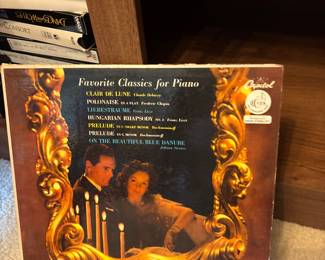 Favorite Classics for Piano
CLAIR DE LUNE Claude Debussy
POLONAISE IN A FLAT Frederic Chopin
LIEBESTRAUME Franz Liszt
HUNGARIAN RHAPSODY NO. 2 Franz Liszt
PRELUDE IN C SHARP MINOR Rachmaninoff
PRELUDE IN G MINOR Rachmaninoff
ON THE BEAUTIFUL BLUE DANUBE
Johann Strauss
Capitol